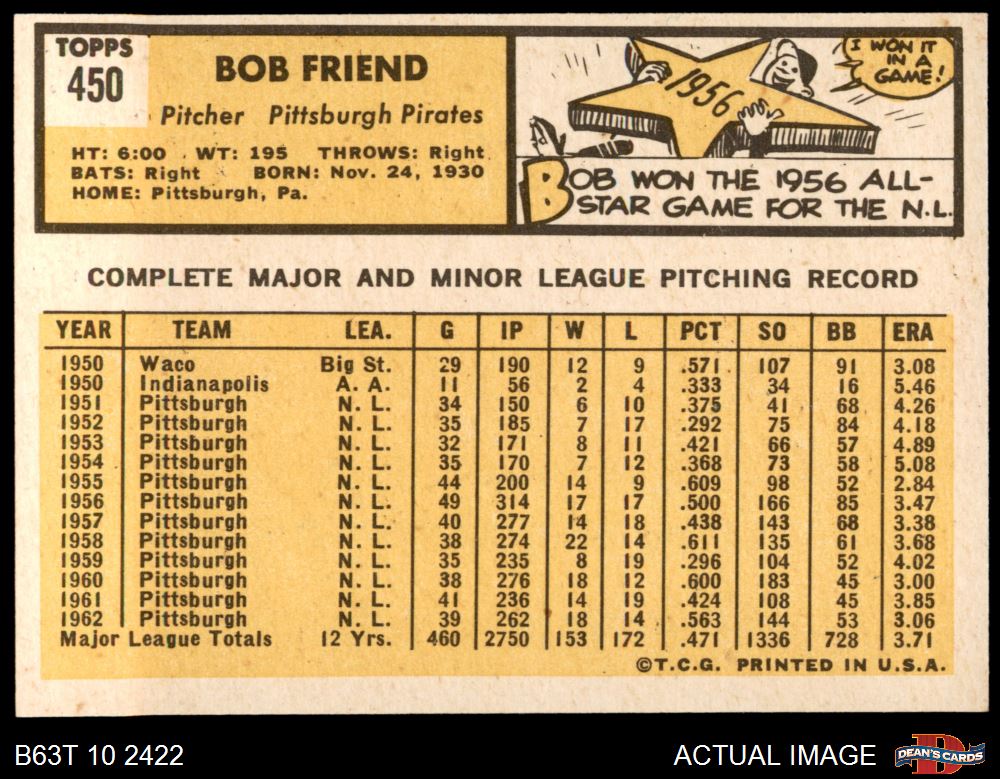 TOPPS
450
BOB FRIEND
Pitcher Pittsburgh Pirates
HT: 6:00 WT: 195 THROWS: Right
BATS: Right BORN: Nov. 24, 1930
HOME: Pittsburgh, Pa.
1956
I WON IT
IN A
GAME!
BOB WON THE 1956 ALL-
STAR GAME FOR THE N.L.
COMPLETE MAJOR AND MINOR LEAGUE PITCHING RECORD
YEAR TEAM LEA. G IP W L PCT SO BB ERA
1950 Waco Big St. 29 190 12 9 .571 107 91 3.08
1950 Indianapolis A. A. 11 56 2 4 .333 34 16 5.46
1951 Pittsburgh N. L. 34 150 6 10 .375 41 68 4.26
1952 Pittsburgh N. L. 35 185 7 17 .292 75 84 4.18
1953 Pittsburgh N. L. 32 171 8 11 .421 66 57 4.89
1954 Pittsburgh N. L. 35 170 7 12 .368 73 58 5.08
1955 Pittsburgh N. L. 44 200 14 9 .609 98 52 2.84
1956 Pittsburgh N. L. 49 314 17 17 .500 166 85 3.47
1957 Pittsburgh N. L. 40 277 14 18 .438 143 68 3.38
1958 Pittsburgh N. L. 38 274 22 14 .611 135 61 3.68
1959 Pittsburgh N. L. 35 235 8 19 .296 104 52 4.02
1960 Pittsburgh N. L. 38 276 18 12 .600 183 45 3.00
1961 Pittsburgh N. L. 41 236 14 19 .424 108 45 3.85
1962 Pittsburgh N. L. 39 262 18 14 .563 144 53 3.06
Major League Totals 12 Yrs. 460 2750 153 172 .471 1336 728 3.71
©T.C.G. PRINTED IN U.S.A.
B63T 10 2422 ACTUAL IMAGE DEAN'S CARDS